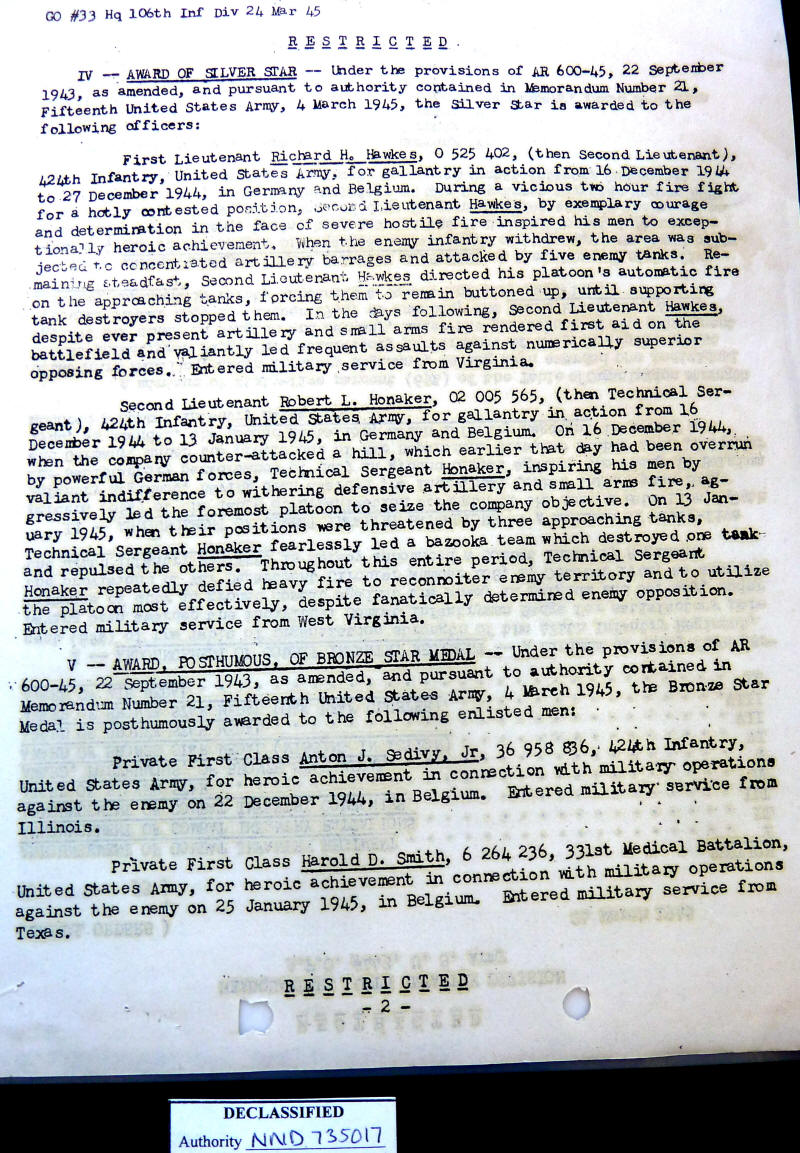 GO #33 Hq 106th Inf Div 24 Mar 45
R E S T R I C T E D
IV -- AWARD OF SILVER STAR -- Under the provisions of AR 600-45, 22 September
1943, as amended, and pursuant to authority contained in Memorandum Number 21,
Fifteenth United States Army, 4 March 1945, the Silver Star is awarded to the
following officers:
First Lieutenant Richard H. Hawkes, O 525 402, (then Second Lieutenant),
424th Infantry, United States Army, for gallantry in action from 16 December 1944
to 27 December 1944, in Germany and Belgium. During a vicious two hour fire fight
for a hotly contested position, Second Lieutenant Hawkes, by exemplary courage
and determination in the face of severe hostile fire inspired his men to excep-
tionally heroic achievement. When the enemy infantry withdrew, the area was sub-
jected to concentrated artillery barrages and attacked by five enemy tanks. Re-
maining steadfast, Second Lieutenant Hawkes directed his platoon's automatic fire
on the approaching tanks, forcing them to remain buttoned up, until supporting
tank destroyers stopped them. In the days following, Second Lieutenant Hawkes,
despite ever present artillery and small arms fire rendered first aid on the
battlefield and valiantly led frequent assaults against numerically superior
opposing forces. Entered military service from Virginia.
Second Lieutenant Robert L. Honaker, 02 005 565, (then Technical Ser-
geant), 424th Infantry, United States Army, for gallantry in action from 16
December 1944 to 13 January 1945, in Germany and Belgium. On 16 December 1944,
when the company counter-attacked a hill, which earlier that day had been overrun
by powerful German forces, Technical Sergeant Honaker, inspiring his men by
valiant indifference to withering defensive artillery and small arms fire, ag-
gressively led the foremost platoon to seize the company objective. On 13 Jan-
uary 1945, when their positions were threatened by three approaching tanks,
Technical Sergeant Honaker fearlessly led a bazooka team which destroyed one tank
and repulsed the others. Throughout this entire period, Technical Sergeant
Honaker repeatedly defied heavy fire to reconnoiter enemy territory and to utilize
the platoon most effectively, despite fanatically determined enemy opposition.
Entered military service from West Virginia.
V -- AWARD, POSTHUMOUS, OF BRONZE STAR MEDAL -- Under the provisions of AR
600-45, 22 September 1943, as amended, and pursuant to authority contained in
Memorandum Number 21, Fifteenth United States Army, 4 March 1945, the Bronze Star
Medal is posthumously awarded to the following enlisted men:
Private First Class Anton J. Sedivy, Jr, 36 958 836, 424th Infantry,
United States Army, for heroic achievement in connection with military operations
against the enemy on 22 December 1944, in Belgium. Entered military service from
Illinois.
Private First Class Harold D. Smith, 6 264 236, 331st Medical Battalion,
United States Army, for heroic achievement in connection with military operations
against the enemy on 25 January 1945, in Belgium. Entered military service from
Texas.
R E S T R I C T E D
- 2 -
DECLASSIFIED
Authority NND 735017